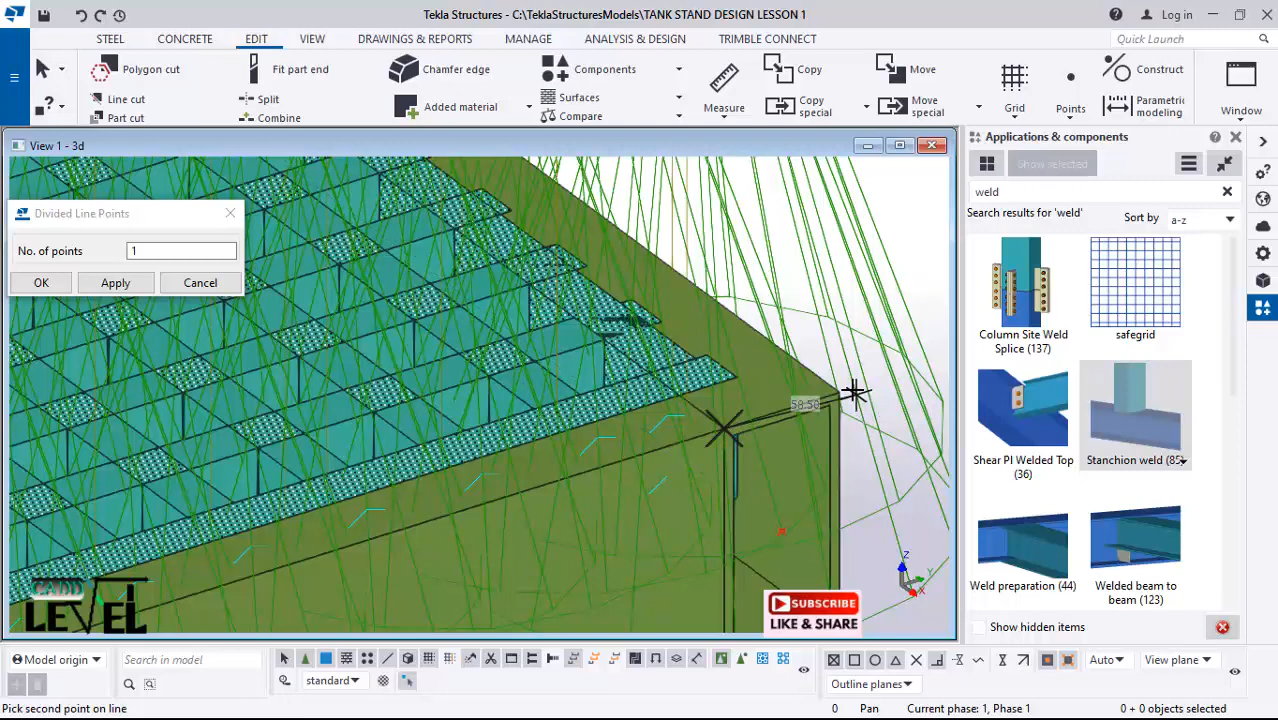 Tekla Structures - C:\TeklaStructuresModels\TANK STAND DESIGN LESSON 1
Log in
STEEL CONCRETE EDIT VIEW DRAWINGS & REPORTS MANAGE ANALYSIS & DESIGN TRIMBLE CONNECT Quick Launch
Polygon cut
Line cut
Part cut
Fit part end
Split
Combine
Chamfer edge
Added material
Components
Surfaces
Compare
Measure
Copy
Copy special
Move
Move special
Grid
Points
Construct
Parametric modeling
Window
View 1 - 3d
Divided Line Points
No. of points 1
OK Apply Cancel
58.50
Z
Y
X
CADD
LEVEL
SUBSCRIBE
LIKE & SHARE
Applications & components
Show selected
weld
Search results for 'weld'
Sort by a-z
Column Site Weld Splice (137)
safegrid
Shear Pl Welded Top (36)
Stanchion weld (85)
Weld preparation (44)
Welded beam to beam (123)
Show hidden items
Model origin
Search in model
standard
Auto
View plane
Outline planes
Pick second point on line
0 Pan Current phase: 1, Phase 1 0 + 0 objects selected